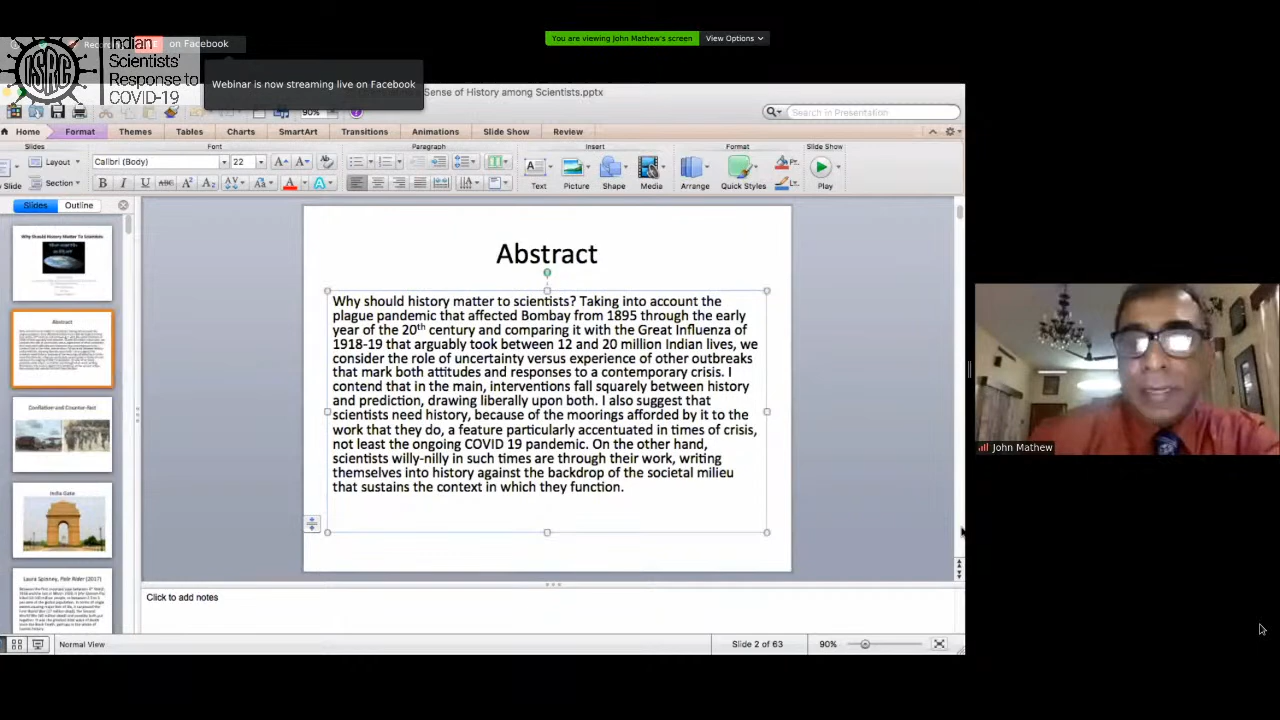 on Facebook
You are viewing John Mathew's screen
View Options
Indian
Scientists'
Response to
COVID-19
ISRC
Webinar is now streaming live on Facebook
Sense of History among Scientists.pptx
90%
Search in Presentation
Home
Format
Themes
Tables
Charts
SmartArt
Transitions
Animations
Slide Show
Review
Slides
Font
Paragraph
Insert
Format
Slide Show
Layout
Calibri (Body)
22
Slide
Section
Text
Picture
Shape
Media
Arrange
Quick Styles
Play
Slides
Outline
Why Should History Matter To Scientists
Abstract
Conflation and Counter-fact
India Gate
Laura Spinney, Pale Rider (2017)
Abstract
Why should history matter to scientists? Taking into account the
plague pandemic that affected Bombay from 1895 through the early
year of the 20th century and comparing it with the Great Influenza of
1918-19 that arguably took between 12 and 20 million Indian lives, we
consider the role of uncertainty versus experience of other outbreaks
that mark both attitudes and responses to a contemporary crisis. I
contend that in the main, interventions fall squarely between history
and prediction, drawing liberally upon both. I also suggest that
scientists need history, because of the moorings afforded by it to the
work that they do, a feature particularly accentuated in times of crisis,
not least the ongoing COVID 19 pandemic. On the other hand,
scientists willy-nilly in such times are through their work, writing
themselves into history against the backdrop of the societal milieu
that sustains the context in which they function.
Click to add notes
Normal View
Slide 2 of 63
90%
John Mathew